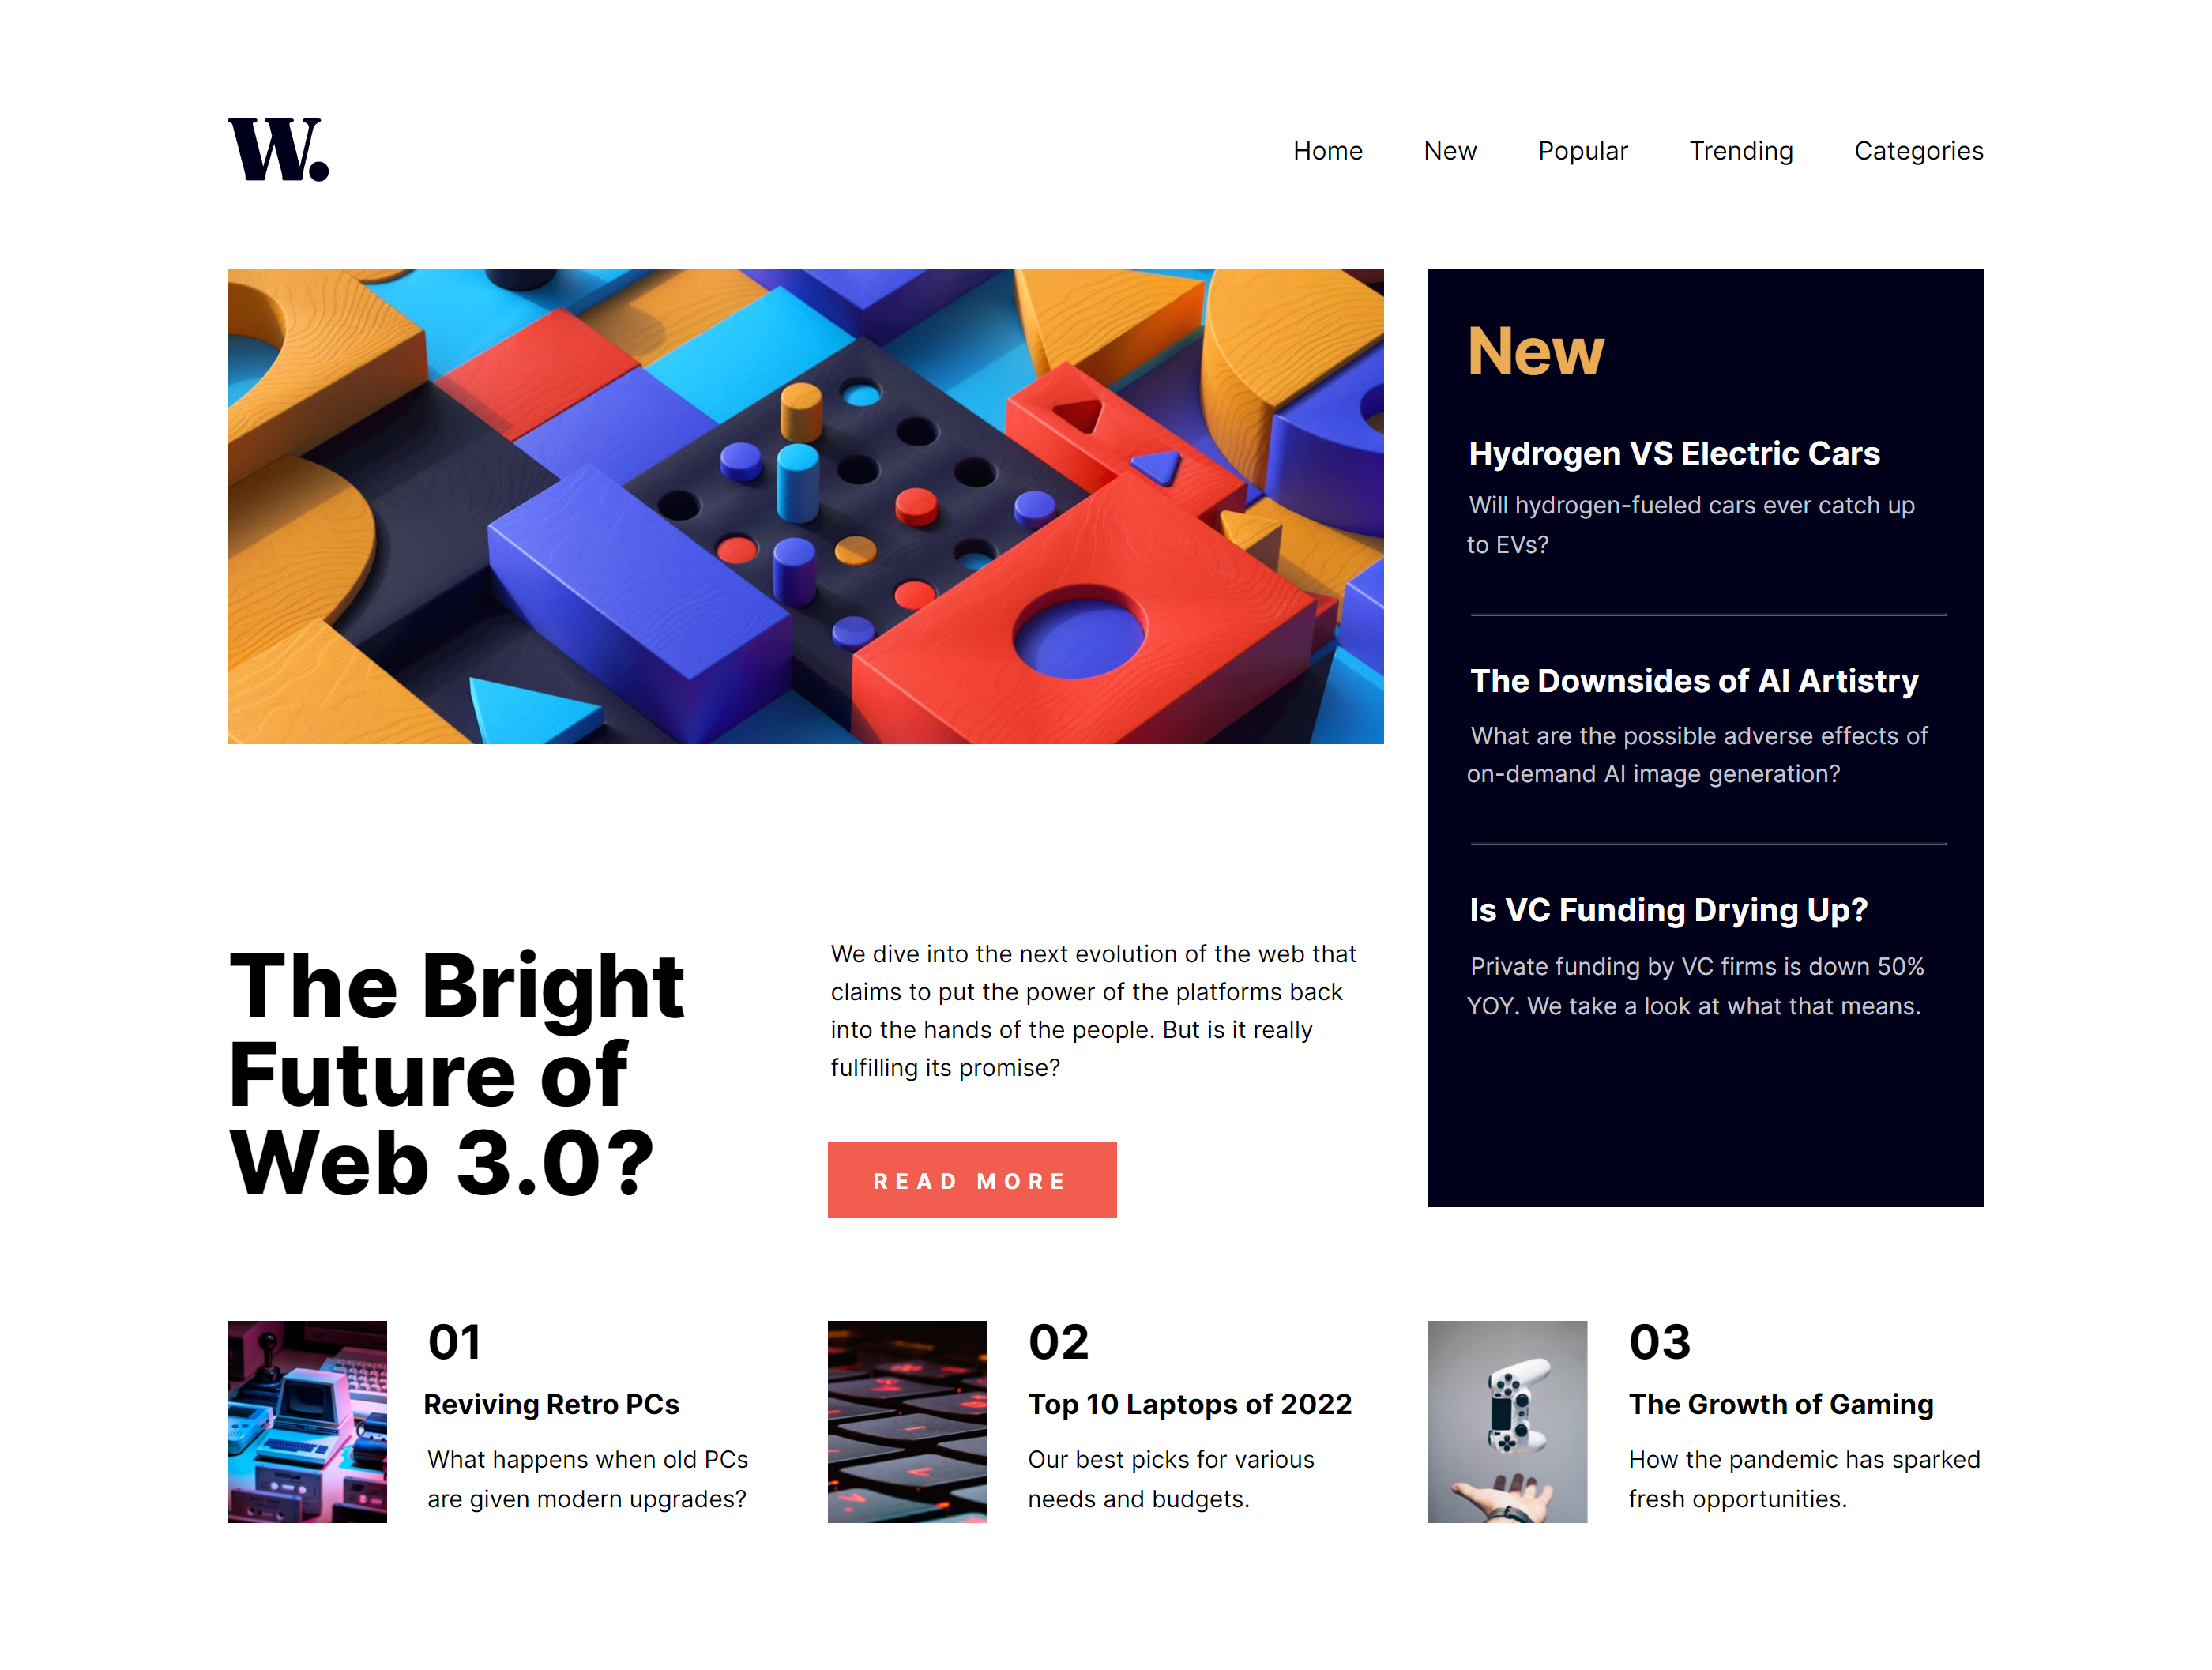 W.
Home New Popular Trending Categories
New
Hydrogen VS Electric Cars
Will hydrogen-fueled cars ever catch up
to EVs?
The Downsides of AI Artistry
What are the possible adverse effects of
on-demand AI image generation?
Is VC Funding Drying Up?
Private funding by VC firms is down 50%
YOY. We take a look at what that means.
The Bright
Future of
Web 3.0?
We dive into the next evolution of the web that
claims to put the power of the platforms back
into the hands of the people. But is it really
fulfilling its promise?
READ MORE
01
Reviving Retro PCs
What happens when old PCs
are given modern upgrades?
02
Top 10 Laptops of 2022
Our best picks for various
needs and budgets.
03
The Growth of Gaming
How the pandemic has sparked
fresh opportunities.